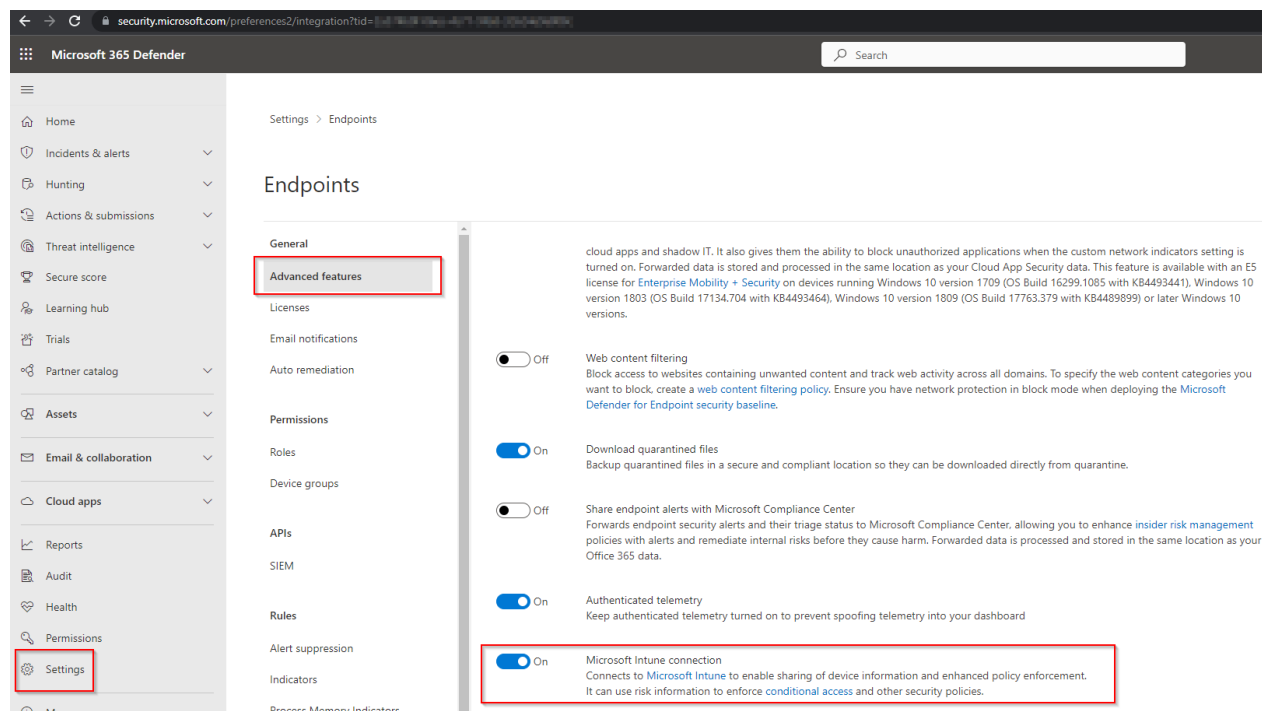 security.microsoft.com/preferences2/integration?tid=
Microsoft 365 Defender
Search
Home
Incidents & alerts
Hunting
Actions & submissions
Threat intelligence
Secure score
Learning hub
Trials
Partner catalog
Assets
Email & collaboration
Cloud apps
Reports
Audit
Health
Permissions
Settings
Settings > Endpoints
Endpoints
General
Advanced features
Licenses
Email notifications
Auto remediation
Permissions
Roles
Device groups
APIs
SIEM
Rules
Alert suppression
Indicators
Process Memory Indicators
cloud apps and shadow IT. It also gives them the ability to block unauthorized applications when the custom network indicators setting is
turned on. Forwarded data is stored and processed in the same location as your Cloud App Security data. This feature is available with an E5
license for Enterprise Mobility + Security on devices running Windows 10 version 1709 (OS Build 16299.1085 with KB4493441), Windows 10
version 1803 (OS Build 17134.704 with KB4493464), Windows 10 version 1809 (OS Build 17763.379 with KB4489899) or later Windows 10
versions.
Off Web content filtering
Block access to websites containing unwanted content and track web activity across all domains. To specify the web content categories you
want to block, create a web content filtering policy. Ensure you have network protection in block mode when deploying the Microsoft
Defender for Endpoint security baseline.
On Download quarantined files
Backup quarantined files in a secure and compliant location so they can be downloaded directly from quarantine.
Off Share endpoint alerts with Microsoft Compliance Center
Forwards endpoint security alerts and their triage status to Microsoft Compliance Center, allowing you to enhance insider risk management
policies with alerts and remediate internal risks before they cause harm. Forwarded data is processed and stored in the same location as your
Office 365 data.
On Authenticated telemetry
Keep authenticated telemetry turned on to prevent spoofing telemetry into your dashboard
On Microsoft Intune connection
Connects to Microsoft Intune to enable sharing of device information and enhanced policy enforcement.
It can use risk information to enforce conditional access and other security policies.